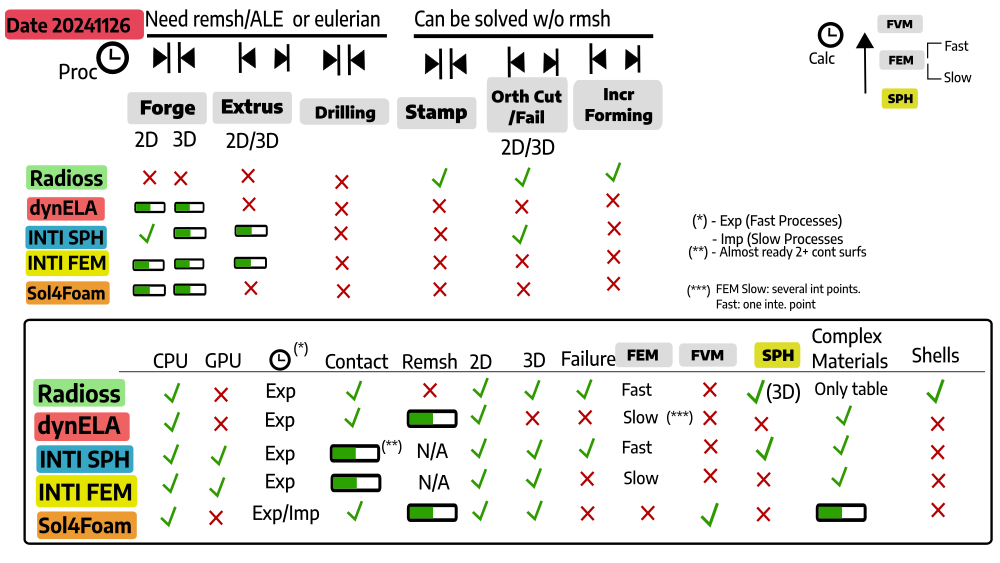 Date 20241126
Need remsh/ALE or eulerian
Can be solved w/o rmsh
Proc
Forge
Extrus
Drilling
Stamp
Orth Cut
/Fail
Incr
Forming
2D 3D
2D/3D
2D/3D
Calc
FVM
FEM
Fast
Slow
SPH
Radioss
dynELA
INTI SPH
INTI FEM
Sol4Foam
(*) - Exp (Fast Processes)
- Imp (Slow Processes
(**) - Almost ready 2+ cont surfs
(***) FEM Slow: several int points.
Fast: one inte. point
CPU GPU (*) Contact Remsh 2D 3D Failure FEM FVM SPH Complex
Materials Shells
Radioss Exp Fast (3D) Only table
dynELA Exp Slow (***)
INTI SPH Exp (**) N/A Fast
INTI FEM Exp N/A Slow
Sol4Foam Exp/Imp